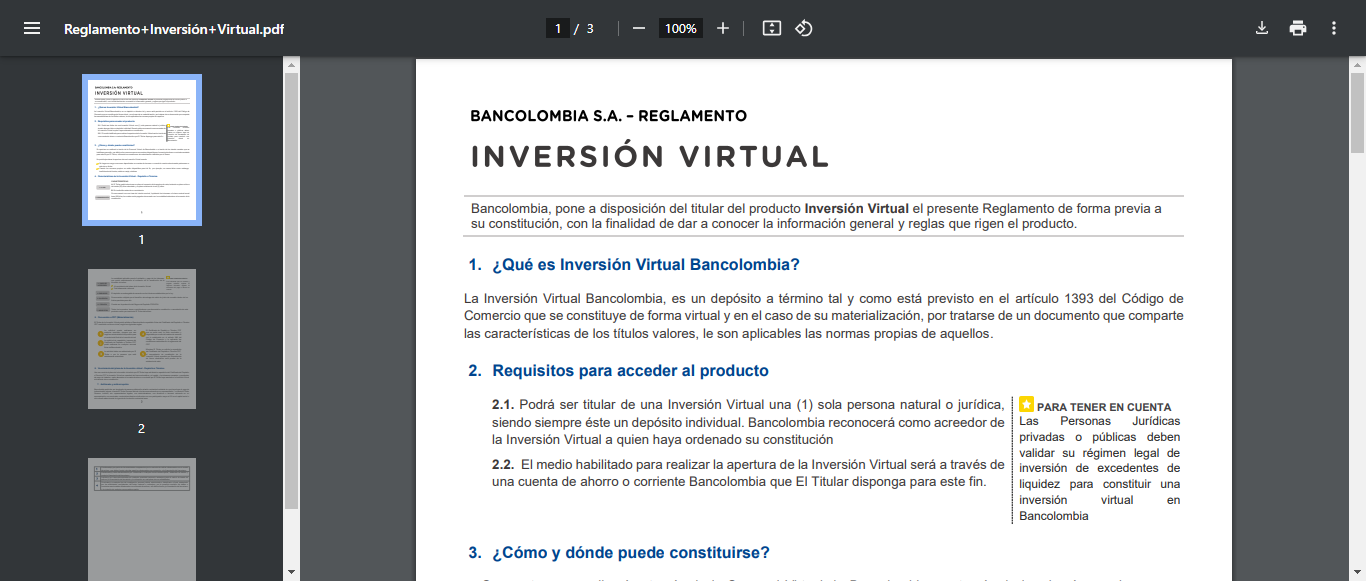 Reglamento+Inversión+Virtual.pdf
1 / 3
100%
1
2
BANCOLOMBIA S.A. – REGLAMENTO
INVERSIÓN VIRTUAL
Bancolombia, pone a disposición del titular del producto Inversión Virtual el presente Reglamento de forma previa a
su constitución, con la finalidad de dar a conocer la información general y reglas que rigen el producto.
1. ¿Qué es Inversión Virtual Bancolombia?
La Inversión Virtual Bancolombia, es un depósito a término tal y como está previsto en el artículo 1393 del Código de
Comercio que se constituye de forma virtual y en el caso de su materialización, por tratarse de un documento que comparte
las características de los títulos valores, le son aplicables las normas propias de aquellos.
2. Requisitos para acceder al producto
2.1. Podrá ser titular de una Inversión Virtual una (1) sola persona natural o jurídica,
siendo siempre éste un depósito individual. Bancolombia reconocerá como acreedor de
la Inversión Virtual a quien haya ordenado su constitución
2.2. El medio habilitado para realizar la apertura de la Inversión Virtual será a través de
una cuenta de ahorro o corriente Bancolombia que El Titular disponga para este fin.
PARA TENER EN CUENTA
Las Personas Jurídicas
privadas o públicas deben
validar su régimen legal de
inversión de excedentes de
liquidez para constituir una
inversión virtual en
Bancolombia
3. ¿Cómo y dónde puede constituirse?